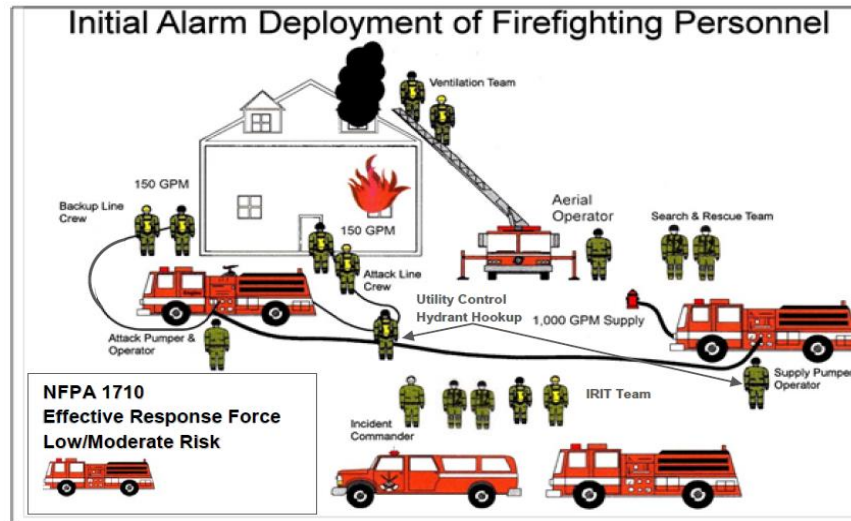 Initial Alarm Deployment of Firefighting Personnel
Ventilation Team
150 GPM
Backup Line
Crew
150 GPM
Aerial
Operator
Search & Rescue Team
Attack Line
Crew
Utility Control
Hydrant Hookup
1,000 GPM Supply
Attack Pumper &
Operator
Supply Pumper
Operator
NFPA 1710
Effective Response Force
Low/Moderate Risk
IRIT Team
Incident
Commander